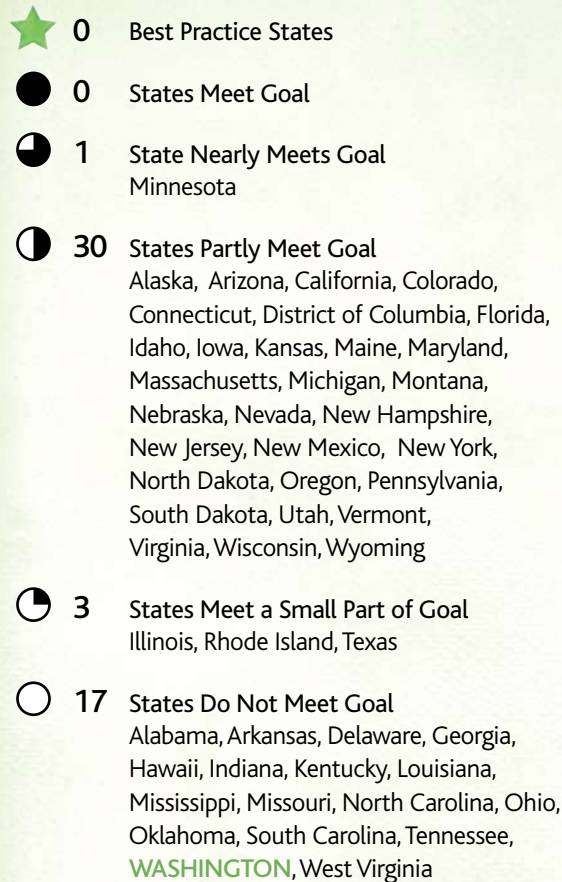 0 Best Practice States
0 States Meet Goal
1 State Nearly Meets Goal
Minnesota
30 States Partly Meet Goal
Alaska, Arizona, California, Colorado,
Connecticut, District of Columbia, Florida,
Idaho, Iowa, Kansas, Maine, Maryland,
Massachusetts, Michigan, Montana,
Nebraska, Nevada, New Hampshire,
New Jersey, New Mexico, New York,
North Dakota, Oregon, Pennsylvania,
South Dakota, Utah, Vermont,
Virginia, Wisconsin, Wyoming
3 States Meet a Small Part of Goal
Illinois, Rhode Island, Texas
17 States Do Not Meet Goal
Alabama, Arkansas, Delaware, Georgia,
Hawaii, Indiana, Kentucky, Louisiana,
Mississippi, Missouri, North Carolina, Ohio,
Oklahoma, South Carolina, Tennessee,
WASHINGTON, West Virginia